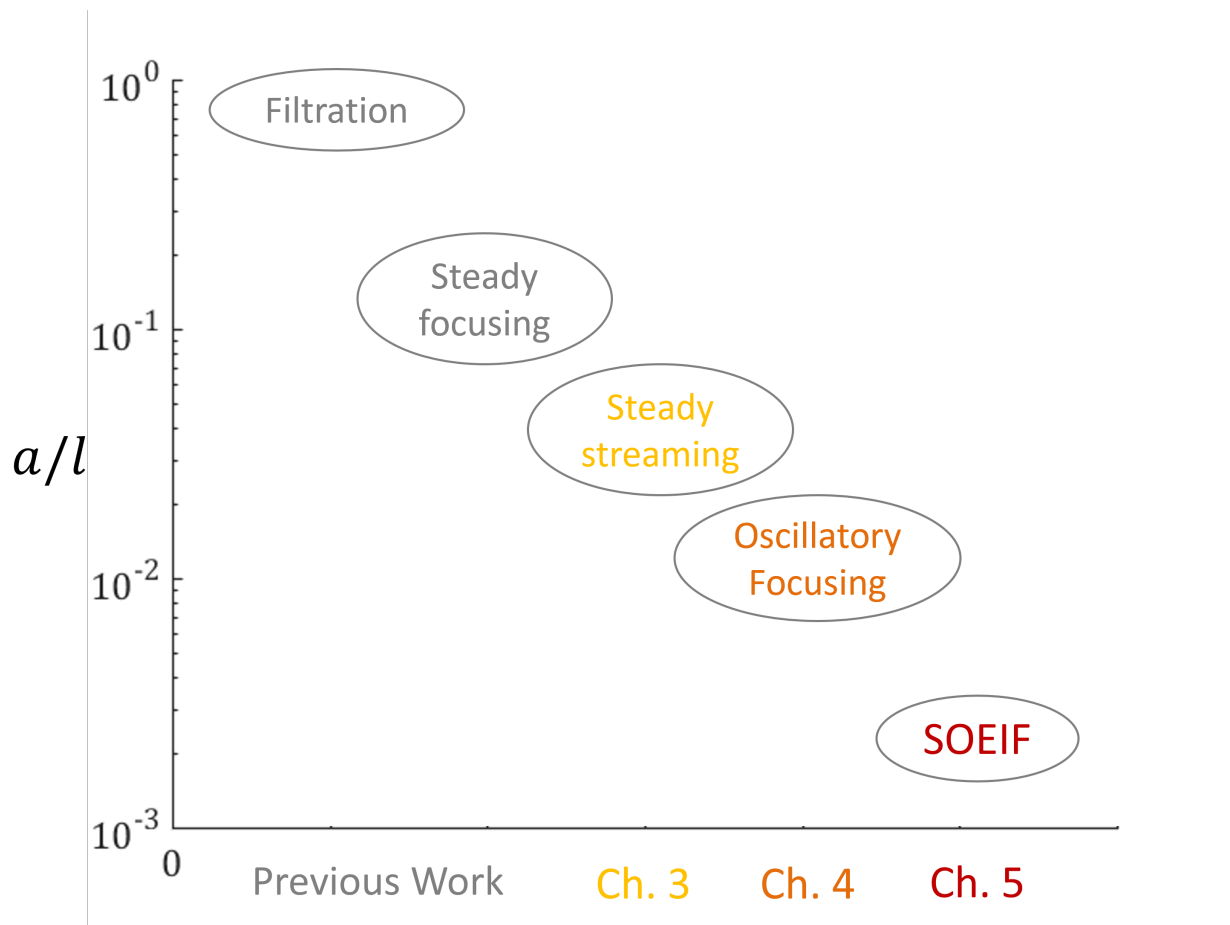 10^0
Filtration
Steady
focusing
10^-1
Steady
streaming
a/l
Oscillatory
Focusing
10^-2
SOEIF
10^-3
0
Previous Work Ch. 3 Ch. 4 Ch. 5